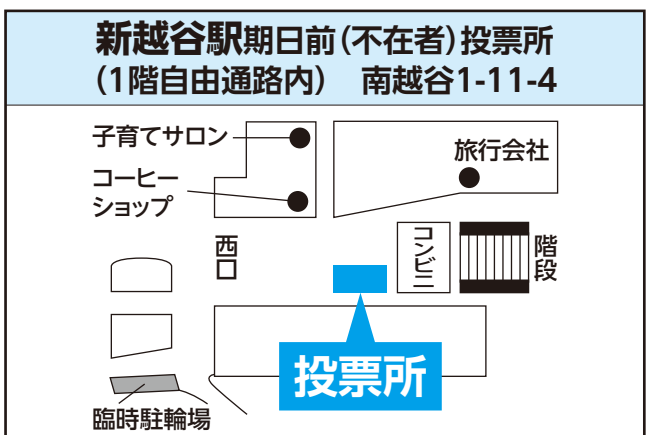 新越谷駅期日前(不在者)投票所
(1階自由通路内) 南越谷1-11-4
子育てサロン
旅行会社
コーヒー
ショップ
西口
コンビニ
階段
投票所
臨時駐輪場